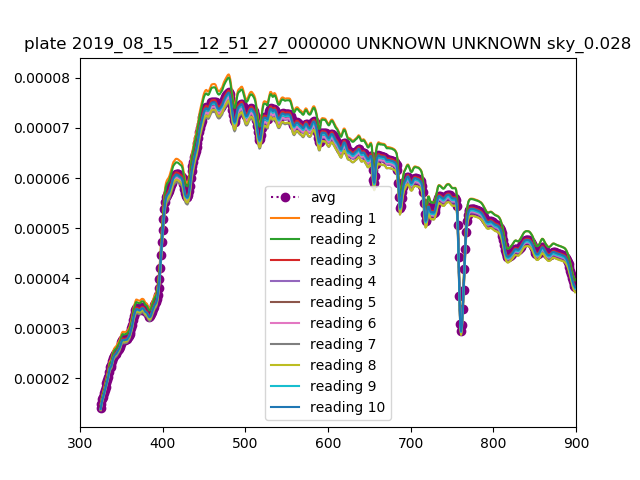 plate 2019_08_15___12_51_27_000000 UNKNOWN UNKNOWN sky_0.028
0.00008
0.00007
0.00006
0.00005
0.00004
0.00003
0.00002
avg
reading 1
reading 2
reading 3
reading 4
reading 5
reading 6
reading 7
reading 8
reading 9
reading 10
300 400 500 600 700 800 900